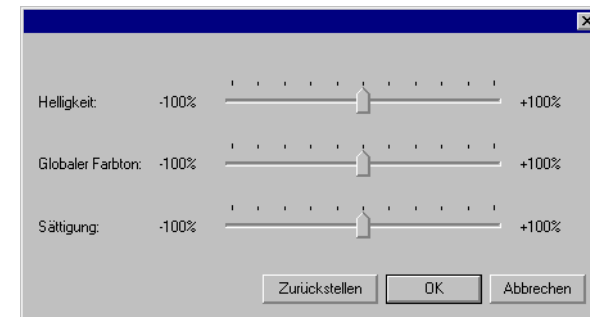 Helligkeit: -100% +100%
Globaler Farbton: -100% +100%
Sättigung: -100% +100%
Zurückstellen OK Abbrechen